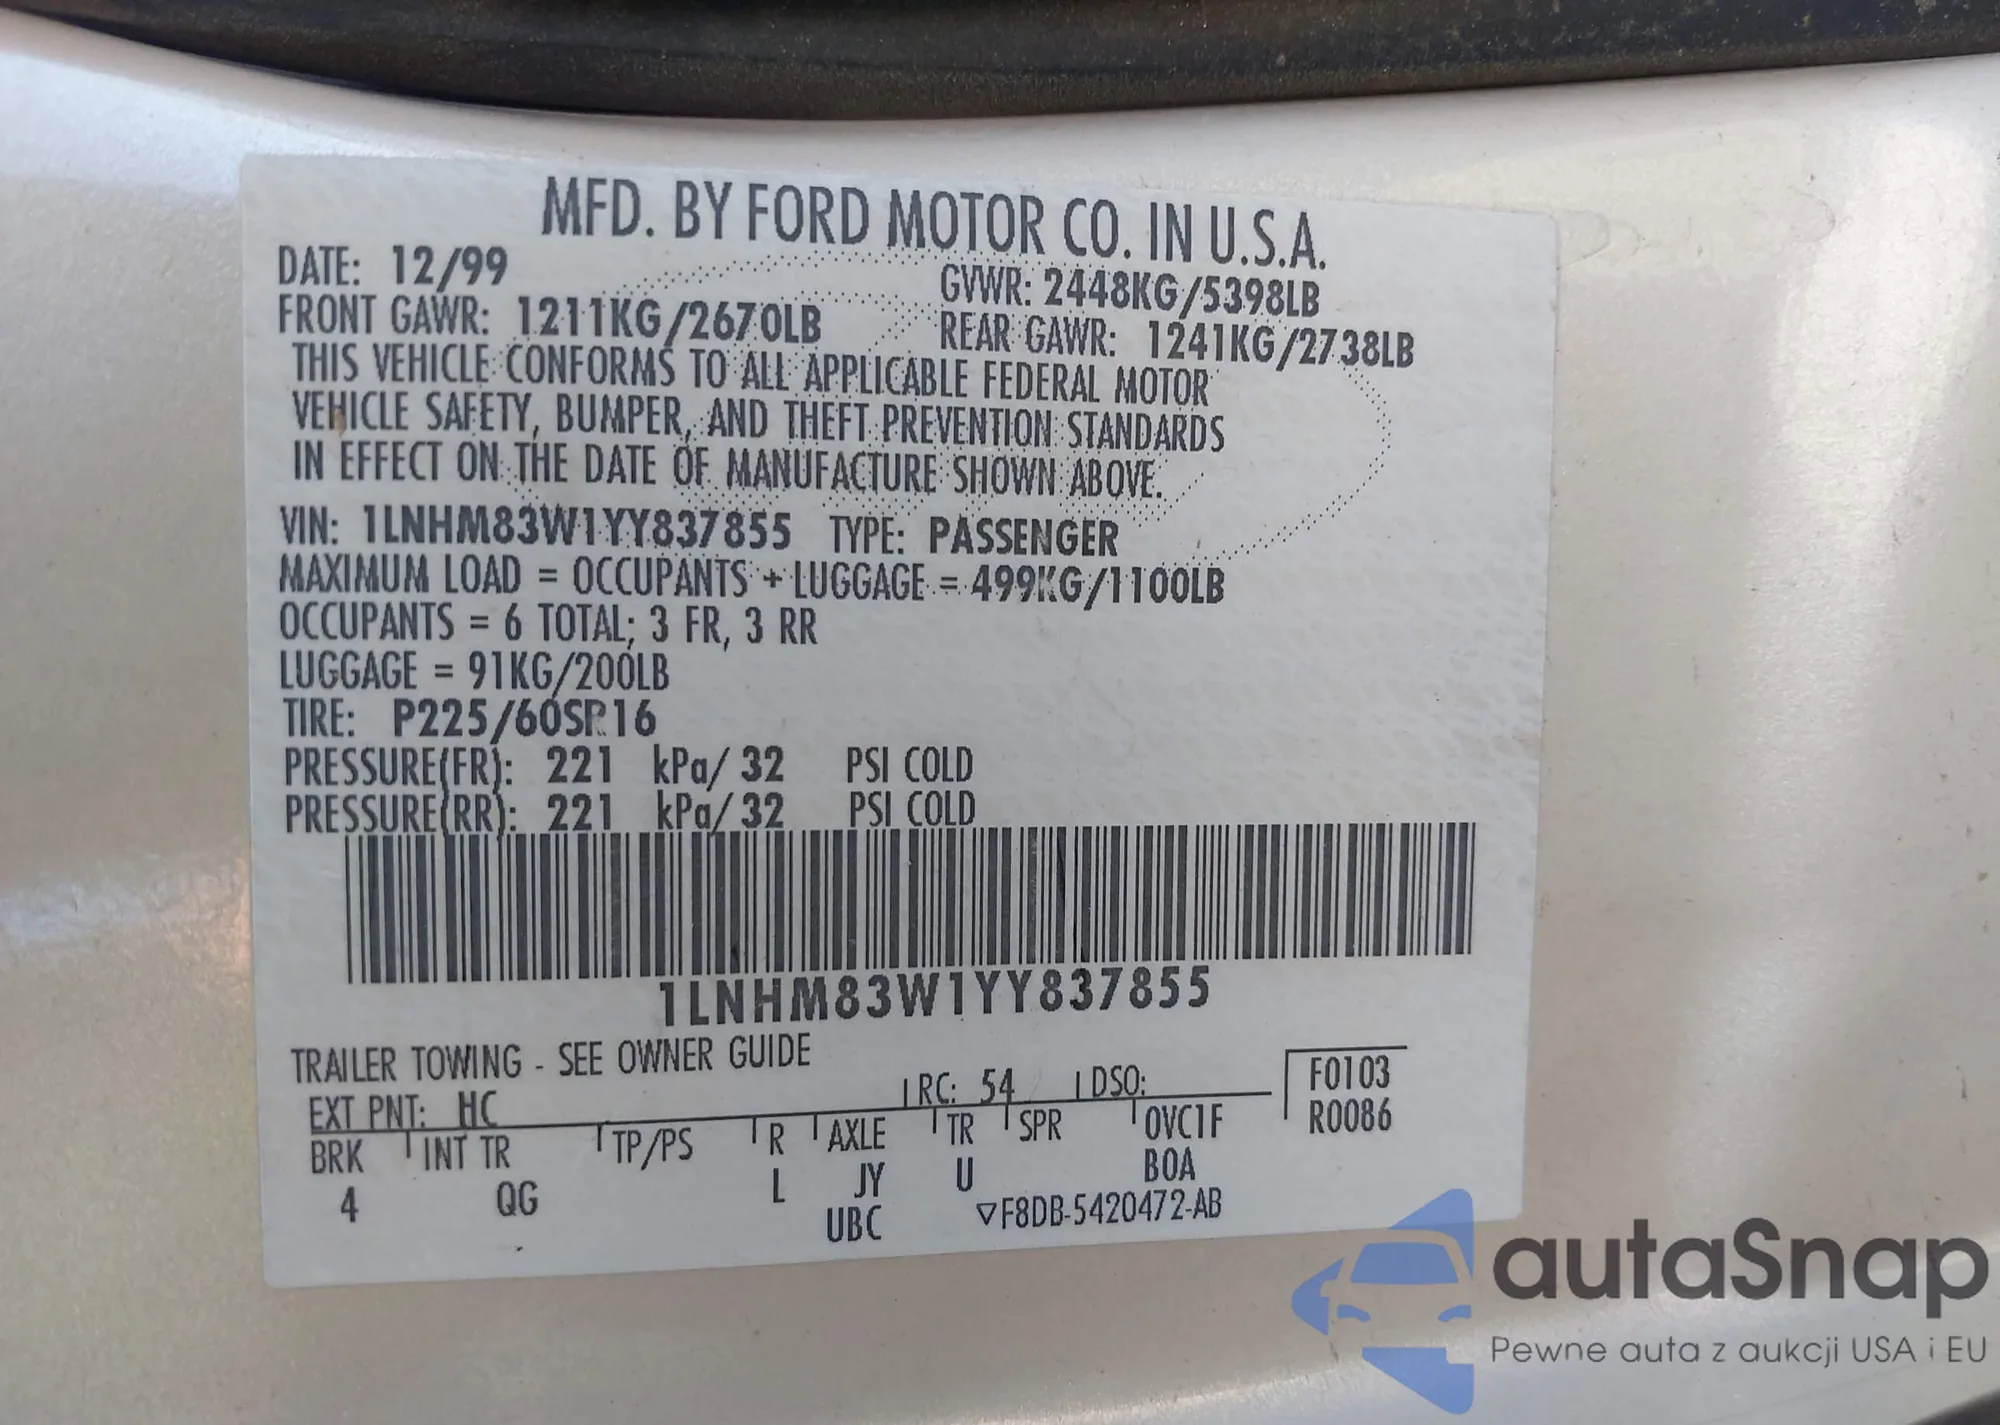 MFD. BY FORD MOTOR CO. IN U.S.A.
DATE: 12/99 GVWR: 2448KG/5398LB
FRONT GAWR: 1211KG/2670LB REAR GAWR: 1241KG/2738LB
THIS VEHICLE CONFORMS TO ALL APPLICABLE FEDERAL MOTOR
VEHICLE SAFETY, BUMPER, AND THEFT PREVENTION STANDARDS
IN EFFECT ON THE DATE OF MANUFACTURE SHOWN ABOVE.
VIN: 1LNHM83W1YY837855 TYPE: PASSENGER
MAXIMUM LOAD = OCCUPANTS + LUGGAGE = 499KG/1100LB
OCCUPANTS = 6 TOTAL; 3 FR, 3 RR
LUGGAGE = 91KG/200LB
TIRE: P225/60SR16
PRESSURE(FR): 221 kPa/ 32 PSI COLD
PRESSURE(RR): 221 kPa/ 32 PSI COLD
1LNHM83W1YY837855
TRAILER TOWING - SEE OWNER GUIDE
EXT PNT: HC RC: 54 DSO: F0103
R0086
BRK INT TR TP/PS R AXLE TR SPR OVC1F
4 QG L JY U BOA
UBC ▽F8DB-5420472-AB
autaSnap
Pewne auta z aukcji USA i EU